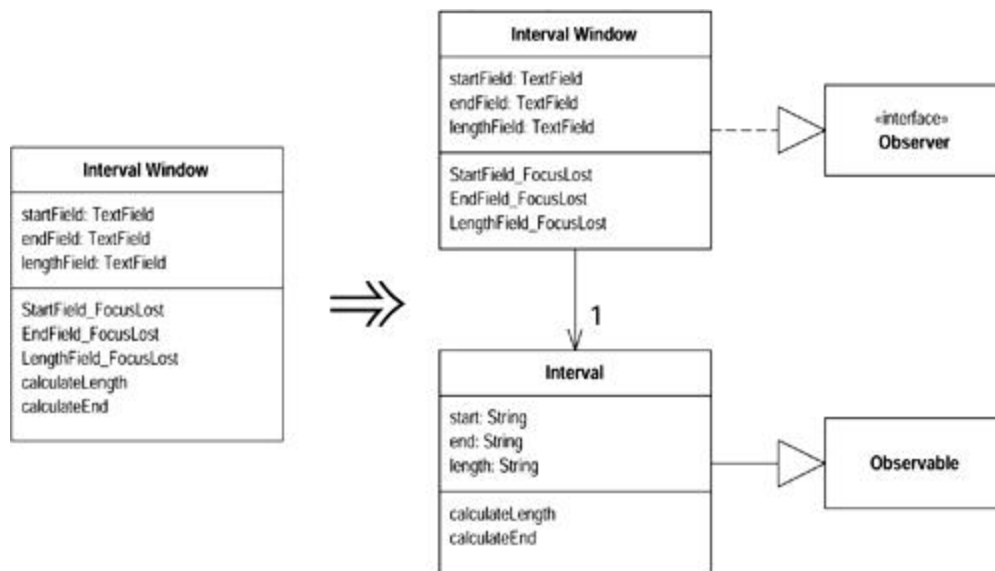 Interval Window
startField: TextField
endField: TextField
lengthField: TextField
StartField_FocusLost
EndField_FocusLost
LengthField_FocusLost
calculateLength
calculateEnd
Interval Window
startField: TextField
endField: TextField
lengthField: TextField
StartField_FocusLost
EndField_FocusLost
LengthField_FocusLost
«interface»
Observer
1
Interval
start: String
end: String
length: String
calculateLength
calculateEnd
Observable